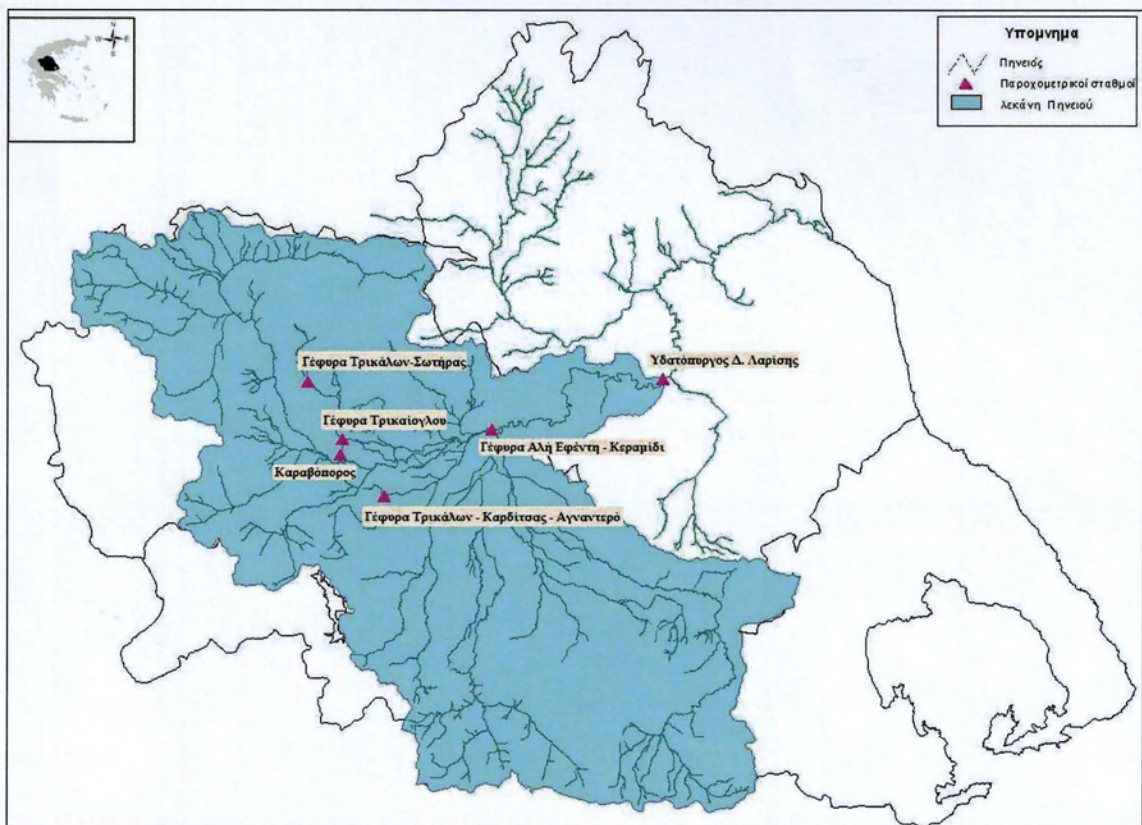 Υπομνημα
Πηνειός
Παροχομετρικοί σταθμοί
λεκάνη Πηνειού
Γέφυρα Τρικάλων-Σωτήρας
Υδατόπυργος Δ. Λαρίσης
Γέφυρα Τρικαίογλου
Γέφυρα Αλή Εφέντη - Κεραμίδι
Καραβόπορος
Γέφυρα Τρικάλων - Καρδίτσας - Αγναντερό